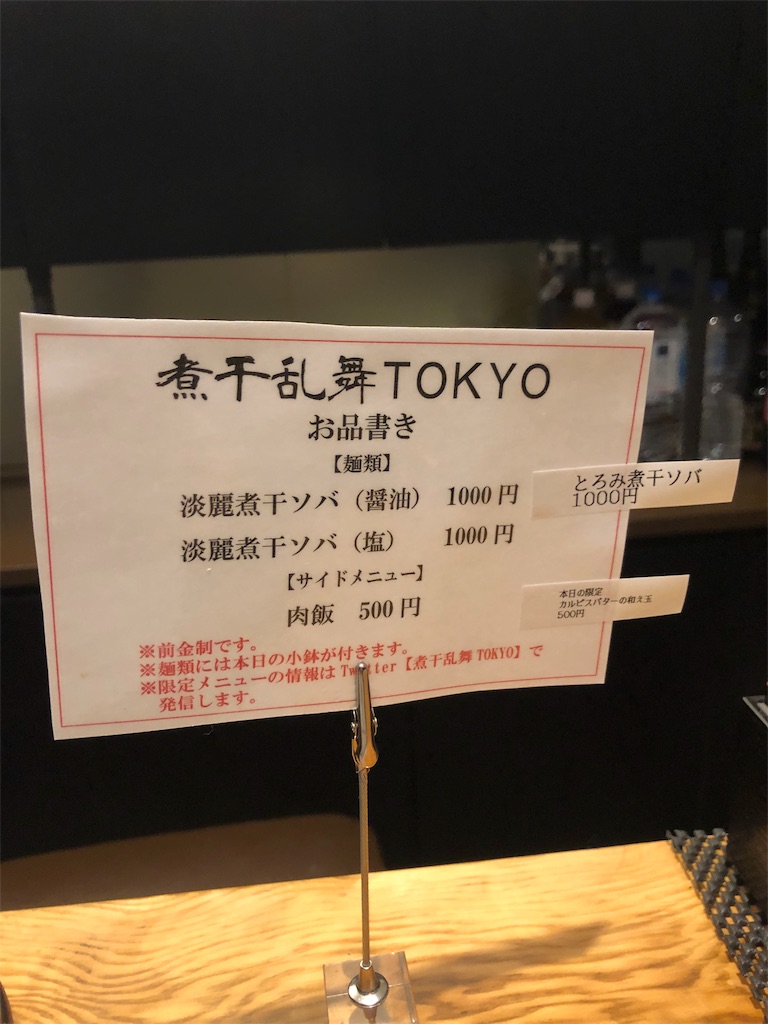 煮干乱舞TOKYO
お品書き
【麺類】
淡麗煮干ソバ（醤油） 1000円
淡麗煮干ソバ（塩） 1000円
【サイドメニュー】
肉飯 500円
※前金制です。
※麺類には本日の小鉢が付きます。
※限定メニューの情報はTwitter【煮干乱舞TOKYO】で
発信します。
とろみ煮干ソバ
1000円
本日の限定
カルピスバターの和え玉
500円